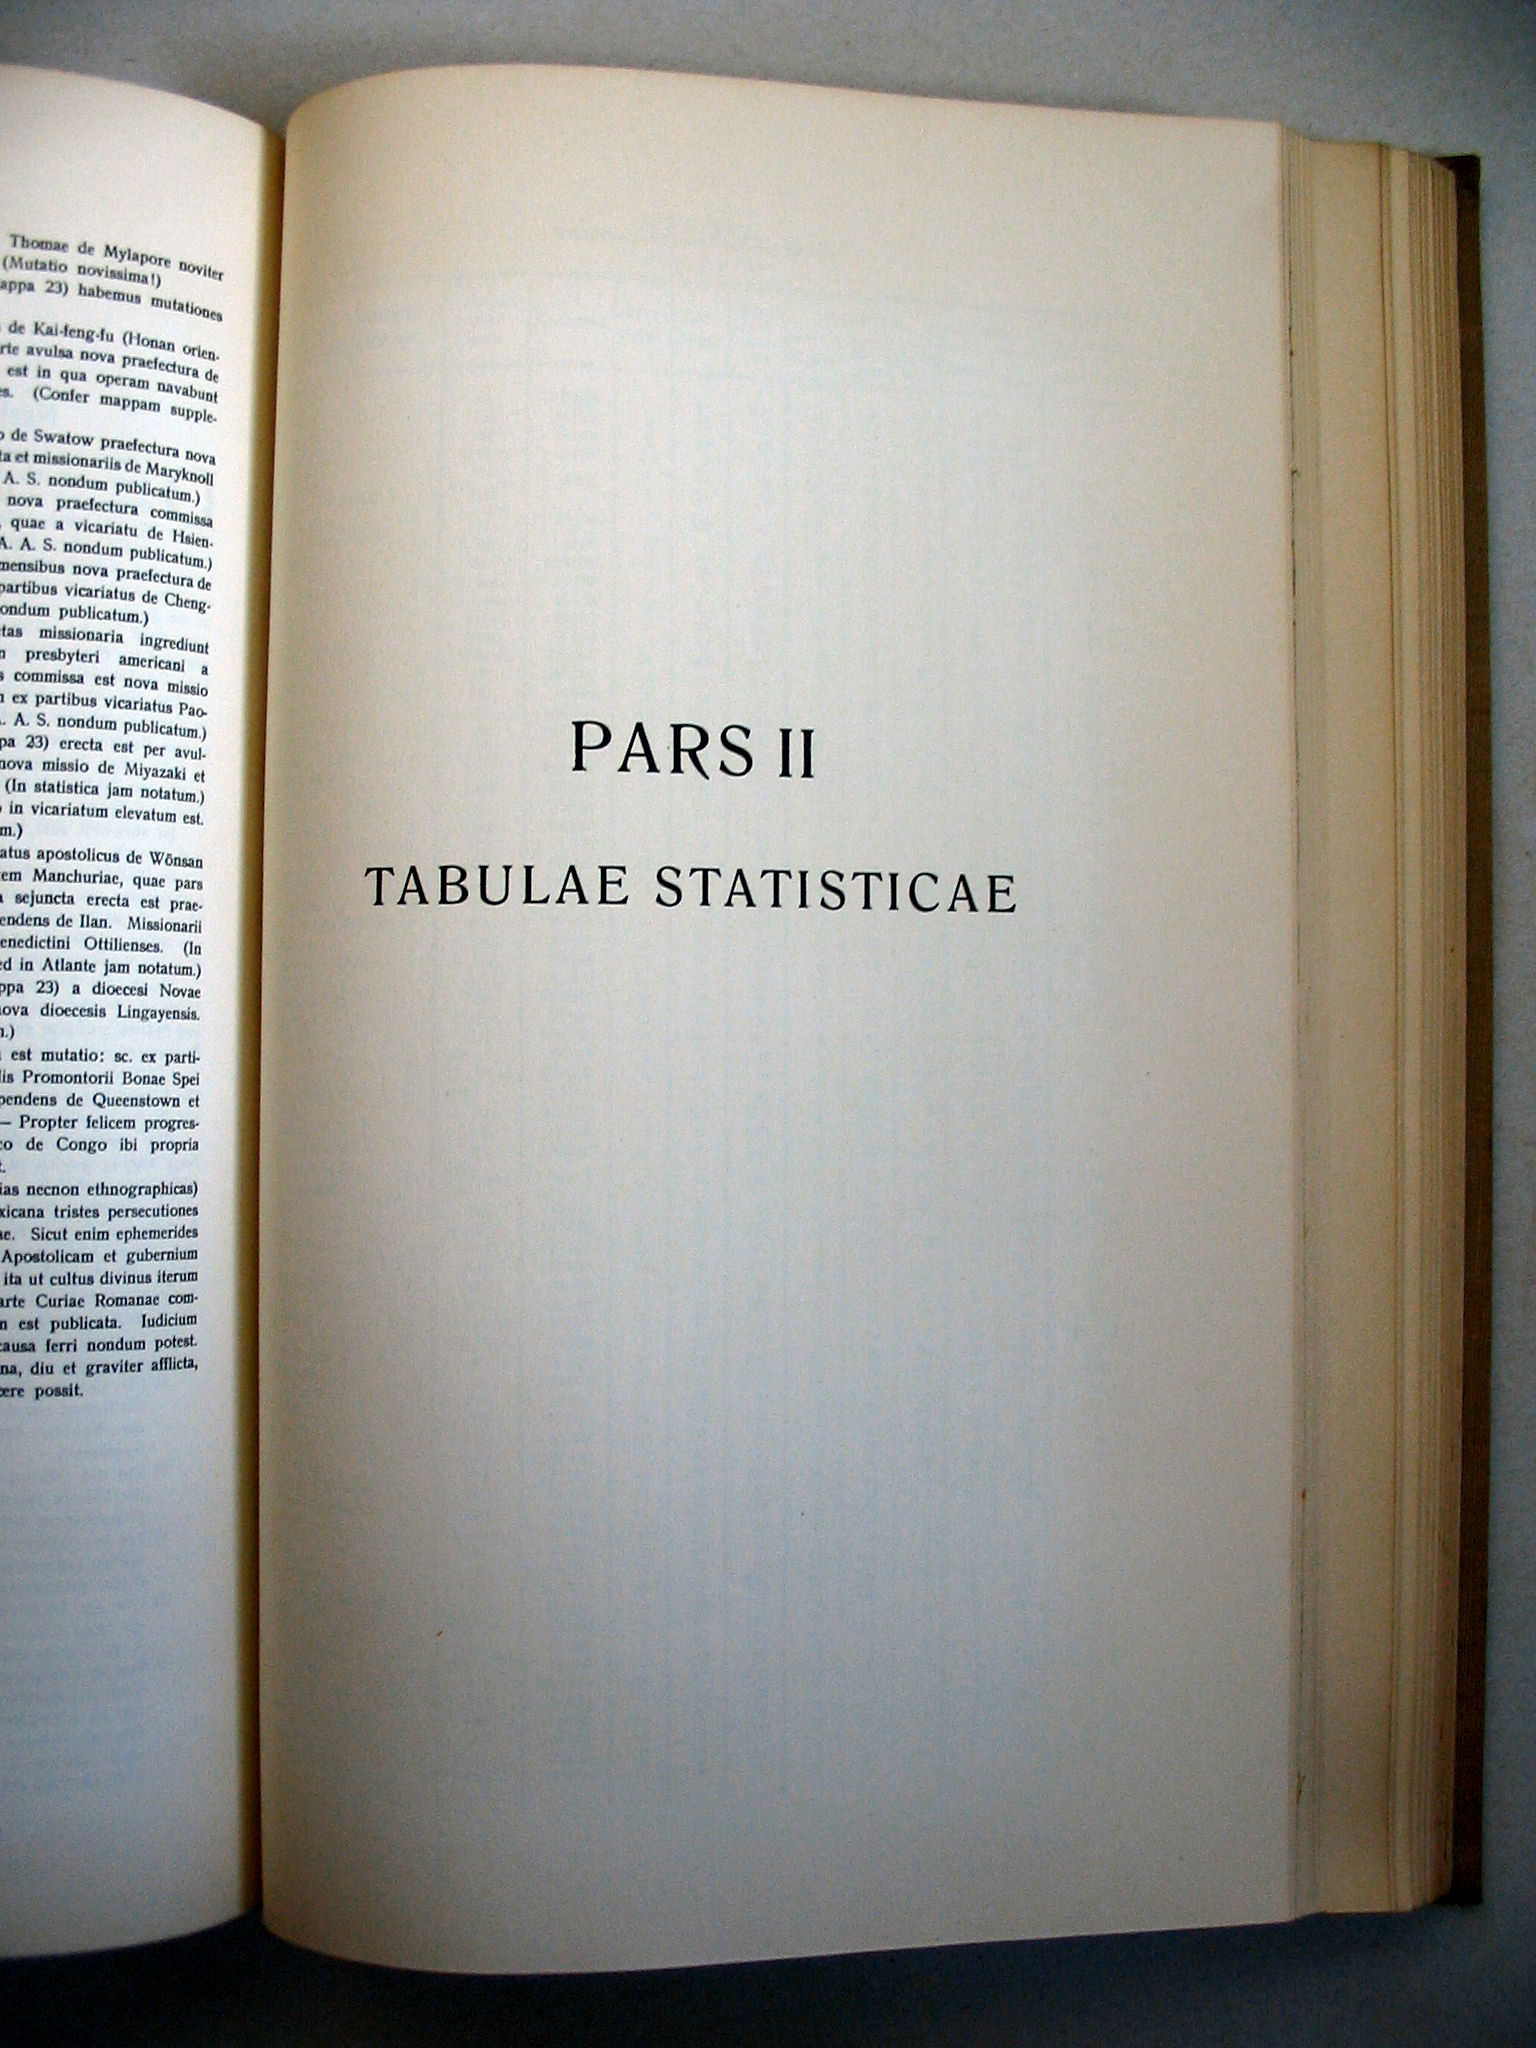 Thomae de Mylapore noviter
(Mutatio novissima!)
appa 23) habemus mutationes
de Kai-feng-fu (Honan orien-
rte avulsa nova praefectura de
est in qua operam navabunt
es. (Confer mappam supple-
o de Swatow praefectura nova
ta et missionariis de Maryknoll
A. S. nondum publicatum.)
nova praefectura commissa
, quae a vicariatu de Hsien-
A. A. S. nondum publicatum.)
mensibus nova praefectura de
partibus vicariatus de Cheng-
ondum publicatum.)
etas missionaria ingrediunt
n presbyteri americani a
s commissa est nova missio
n ex partibus vicariatus Pao-
. A. S. nondum publicatum.)
pa 23) erecta est per avul-
nova missio de Miyazaki et
(In statistica jam notatum.)
o in vicariatum elevatum est.
m.)
atus apostolicus de Wönsan
tem Manchuriae, quae pars
a sejuncta erecta est prae-
endens de Ilan. Missionarii
enedictini Ottilienses. (In
ed in Atlante jam notatum.)
ppa 23) a dioecesi Novae
nova dioecesis Lingayensis.
n.)
est mutatio: sc. ex parti-
lis Promontorii Bonae Spei
pendens de Queenstown et
— Propter felicem progres-
co de Congo ibi propria
t.
ias necnon ethnographicas)
xicana tristes persecutiones
ae. Sicut enim ephemerides
Apostolicam et gubernium
ita ut cultus divinus iterum
arte Curiae Romanae com-
n est publicata. Iudicium
causa ferri nondum potest.
na, diu et graviter afflicta,
cere possit.
PARS II
TABULAE STATISTICAE